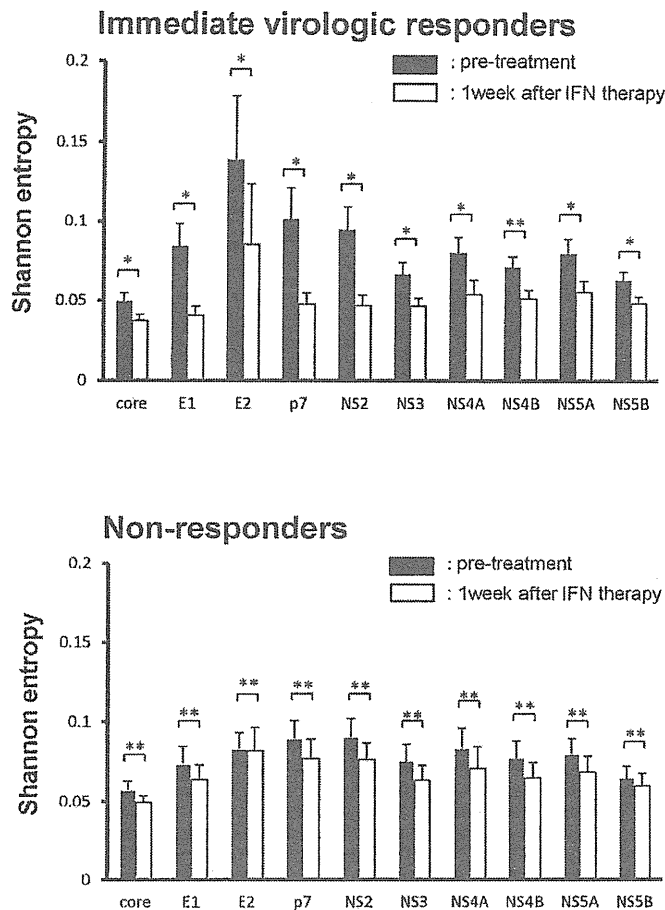 Immediate virologic responders
0.2
0.15
0.1
0.05
0
Shannon entropy
: pre-treatment
: 1week after IFN therapy
* * * * * * * ** * *
core E1 E2 p7 NS2 NS3 NS4A NS4B NS5A NS5B
Non-responders
0.2
0.15
0.1
0.05
0
Shannon entropy
: pre-treatment
: 1week after IFN therapy
** ** ** ** ** ** ** ** ** **
core E1 E2 p7 NS2 NS3 NS4A NS4B NS5A NS5B